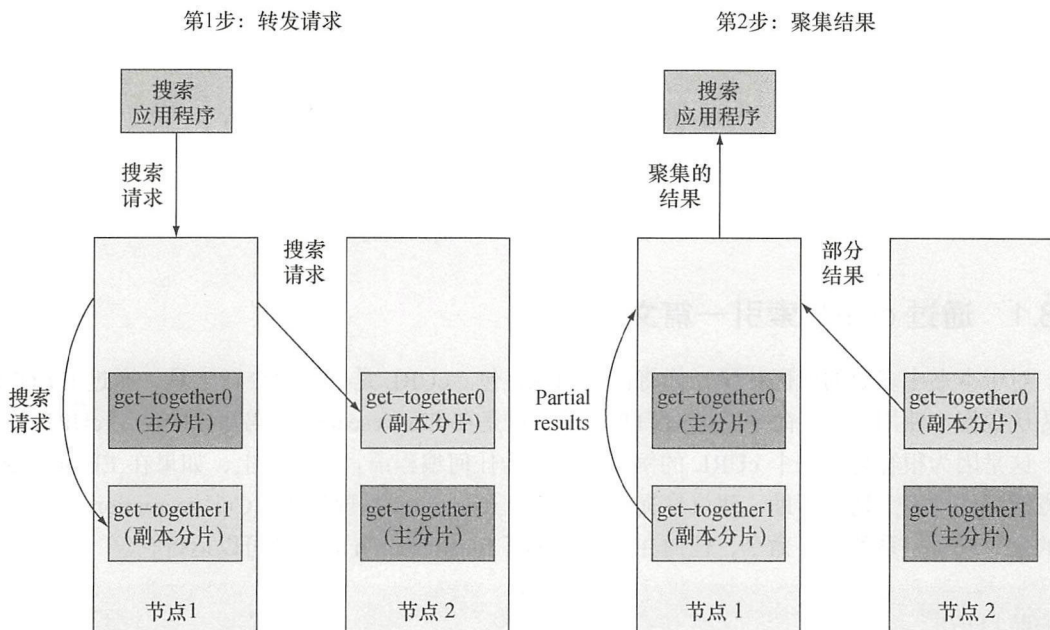 第1步：转发请求
搜索
应用程序
搜索
请求
搜索
请求
搜索
请求
get-together0
(主分片)
get-together0
(副本分片)
get-together1
(副本分片)
get-together1
(主分片)
节点1
节点 2
第2步：聚集结果
搜索
应用程序
聚集的
结果
部分
结果
Partial
results
get-together0
(主分片)
get-together0
(副本分片)
get-together1
(副本分片)
get-together1
(主分片)
节点 1
节点 2